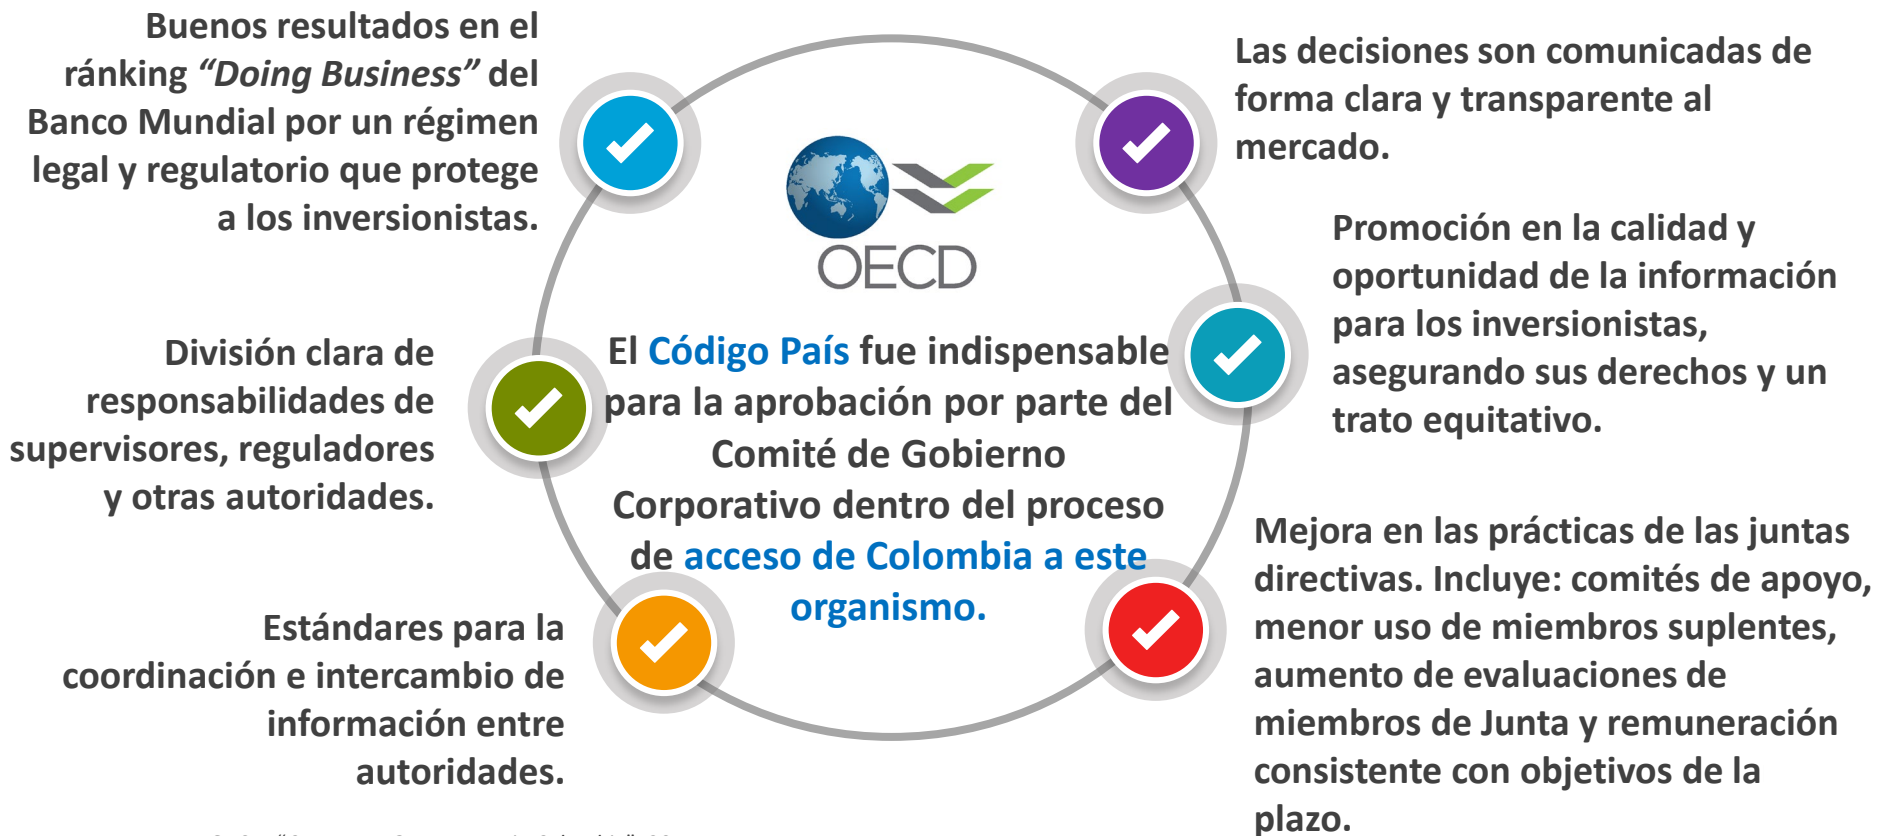 Buenos resultados en el
ránking “Doing Business” del
Banco Mundial por un régimen
legal y regulatorio que protege
a los inversionistas.
División clara de
responsabilidades de
supervisores, reguladores
y otras autoridades.
Estándares para la
coordinación e intercambio de
información entre
autoridades.
OECD
El Código País fue indispensable
para la aprobación por parte del
Comité de Gobierno
Corporativo dentro del proceso
de acceso de Colombia a este
organismo.
Las decisiones son comunicadas de
forma clara y transparente al
mercado.
Promoción en la calidad y
oportunidad de la información
para los inversionistas,
asegurando sus derechos y un
trato equitativo.
Mejora en las prácticas de las juntas
directivas. Incluye: comités de apoyo,
menor uso de miembros suplentes,
aumento de evaluaciones de
miembros de Junta y remuneración
consistente con objetivos de la
plazo.